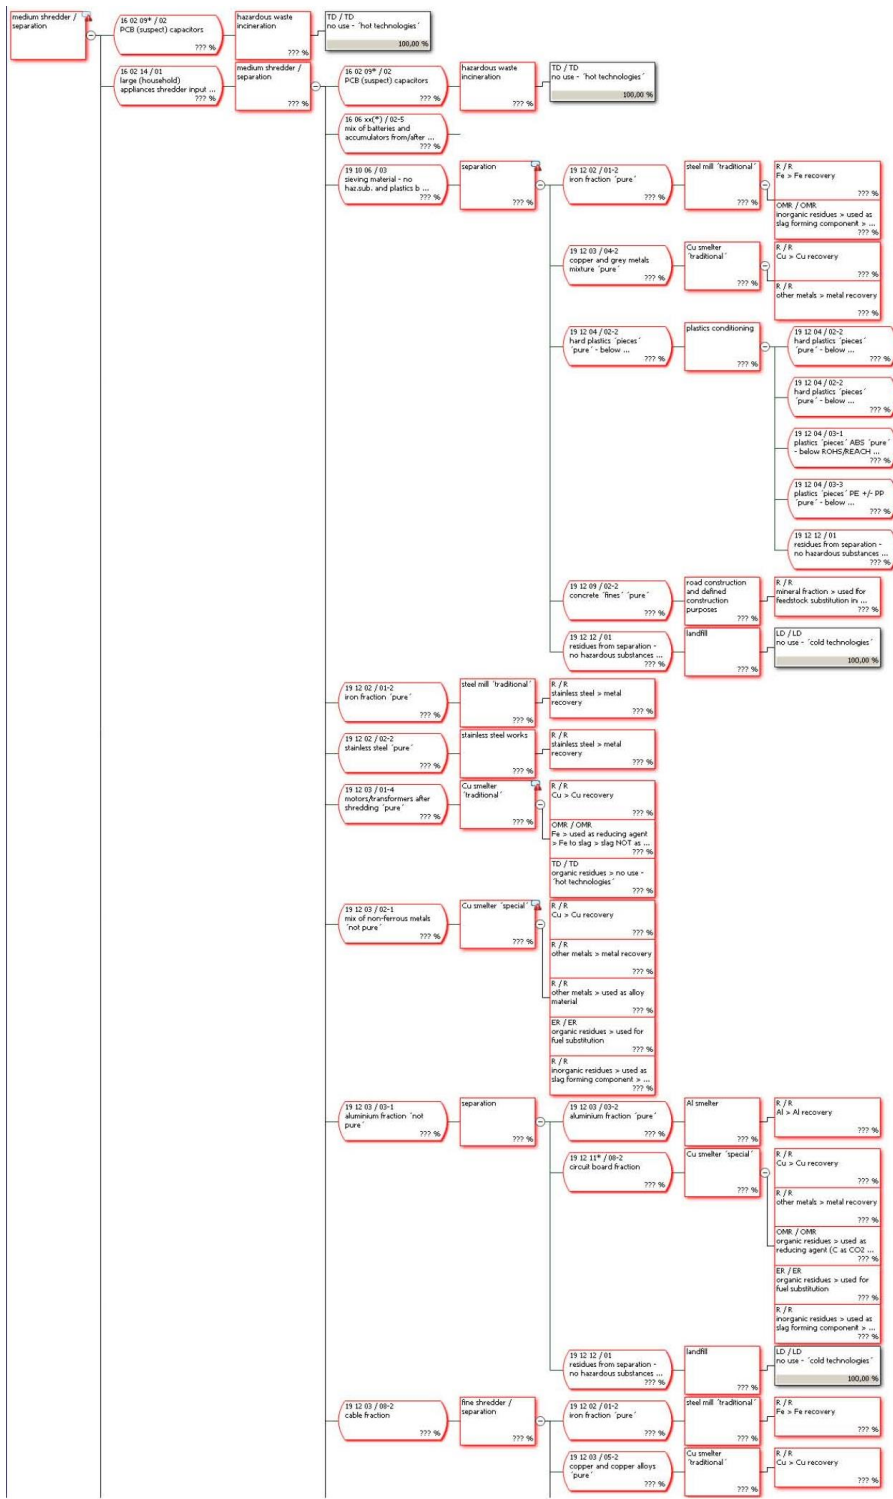 medium shredder /
separation
??? %
16 02 09* / 02
PCB (suspect) capacitors
??? %
hazardous waste
incineration
??? %
TD / TD
no use - ´hot technologies´
100,00 %
16 02 14 / 01
large (household)
appliances shredder input ...
??? %
medium shredder /
separation
??? %
16 02 09* / 02
PCB (suspect) capacitors
??? %
hazardous waste
incineration
??? %
TD / TD
no use - ´hot technologies´
100,00 %
16 06 xx(*) / 02-5
mix of batteries and
accumulators from/after ...
??? %
19 10 06 / 03
sieving material - no
haz.sub. and plastics b ...
??? %
separation
??? %
19 12 02 / 01-2
iron fraction ´pure´
??? %
steel mill ´traditional´
??? %
R / R
Fe > Fe recovery
??? %
OMR / OMR
inorganic residues > used as
slag forming component > ...
??? %
19 12 03 / 04-2
copper and grey metals
mixture ´pure´
??? %
Cu smelter
´traditional´
??? %
R / R
Cu > Cu recovery
??? %
R / R
other metals > metal recovery
??? %
19 12 04 / 02-2
hard plastics ´pieces´
´pure´ - below ...
??? %
plastics conditioning
??? %
19 12 04 / 02-2
hard plastics ´pieces´
´pure´ - below ...
??? %
19 12 04 / 02-2
hard plastics ´pieces´
´pure´ - below ...
??? %
19 12 04 / 03-1
plastics ´pieces´ ABS ´pure´
- below ROHS/REACH ...
??? %
19 12 04 / 03-3
plastics ´pieces´ PE +/- PP
´pure´ - below ...
??? %
19 12 12 / 01
residues from separation -
no hazardous substances ...
??? %
19 12 09 / 02-2
concrete ´fines´ ´pure´
??? %
road construction
and defined
construction
purposes
??? %
R / R
mineral fraction > used for
feedstock substitution in ...
??? %
19 12 12 / 01
residues from separation -
no hazardous substances ...
??? %
landfill
??? %
LD / LD
no use - ´cold technologies´
100,00 %
19 12 02 / 01-2
iron fraction ´pure´
??? %
steel mill ´traditional´
??? %
R / R
stainless steel > metal
recovery
??? %
19 12 02 / 02-2
stainless steel ´pure´
??? %
stainless steel works
??? %
R / R
stainless steel > metal
recovery
??? %
19 12 03 / 01-4
motors/transformers after
shredding ´pure´
??? %
Cu smelter
´traditional´
??? %
R / R
Cu > Cu recovery
??? %
OMR / OMR
Fe > used as reducing agent
> Fe to slag > slag NOT as ...
??? %
TD / TD
organic residues > no use -
´hot technologies´
??? %
19 12 03 / 02-1
mix of non-ferrous metals
´not pure´
??? %
Cu smelter ´special´
??? %
R / R
Cu > Cu recovery
??? %
R / R
other metals > metal recovery
??? %
R / R
other metals > used as alloy
material
??? %
ER / ER
organic residues > used for
fuel substitution
??? %
R / R
inorganic residues > used as
slag forming component > ...
??? %
19 12 03 / 03-1
aluminium fraction ´not
pure´
??? %
separation
??? %
19 12 03 / 03-2
aluminium fraction ´pure´
??? %
Al smelter
??? %
R / R
Al > Al recovery
??? %
19 12 11* / 08-2
circuit board fraction
??? %
Cu smelter ´special´
??? %
R / R
Cu > Cu recovery
??? %
R / R
other metals > metal recovery
??? %
OMR / OMR
organic residues > used as
reducing agent (C as CO2 ...
??? %
ER / ER
organic residues > used for
fuel substitution
??? %
R / R
inorganic residues > used as
slag forming component > ...
??? %
19 12 12 / 01
residues from separation -
no hazardous substances ...
??? %
landfill
??? %
LD / LD
no use - ´cold technologies´
100,00 %
19 12 03 / 08-2
cable fraction
??? %
fine shredder /
separation
??? %
19 12 02 / 01-2
iron fraction ´pure´
??? %
steel mill ´traditional´
??? %
R / R
Fe > Fe recovery
??? %
19 12 03 / 05-2
copper and copper alloys
´pure´
??? %
Cu smelter
´traditional´
??? %
R / R
Cu > Cu recovery
??? %